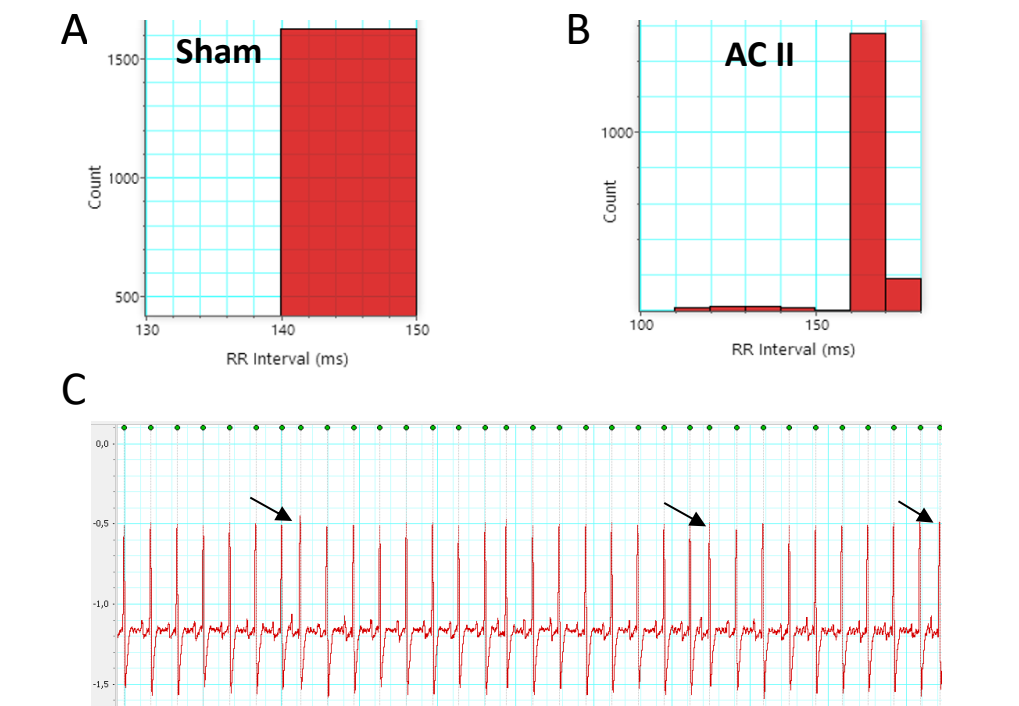 A
Sham
1500
1000
500
Count
130
140
150
RR Interval (ms)
B
AC II
1000
Count
100
150
RR Interval (ms)
C
0,0
-0,5
-1,0
-1,5